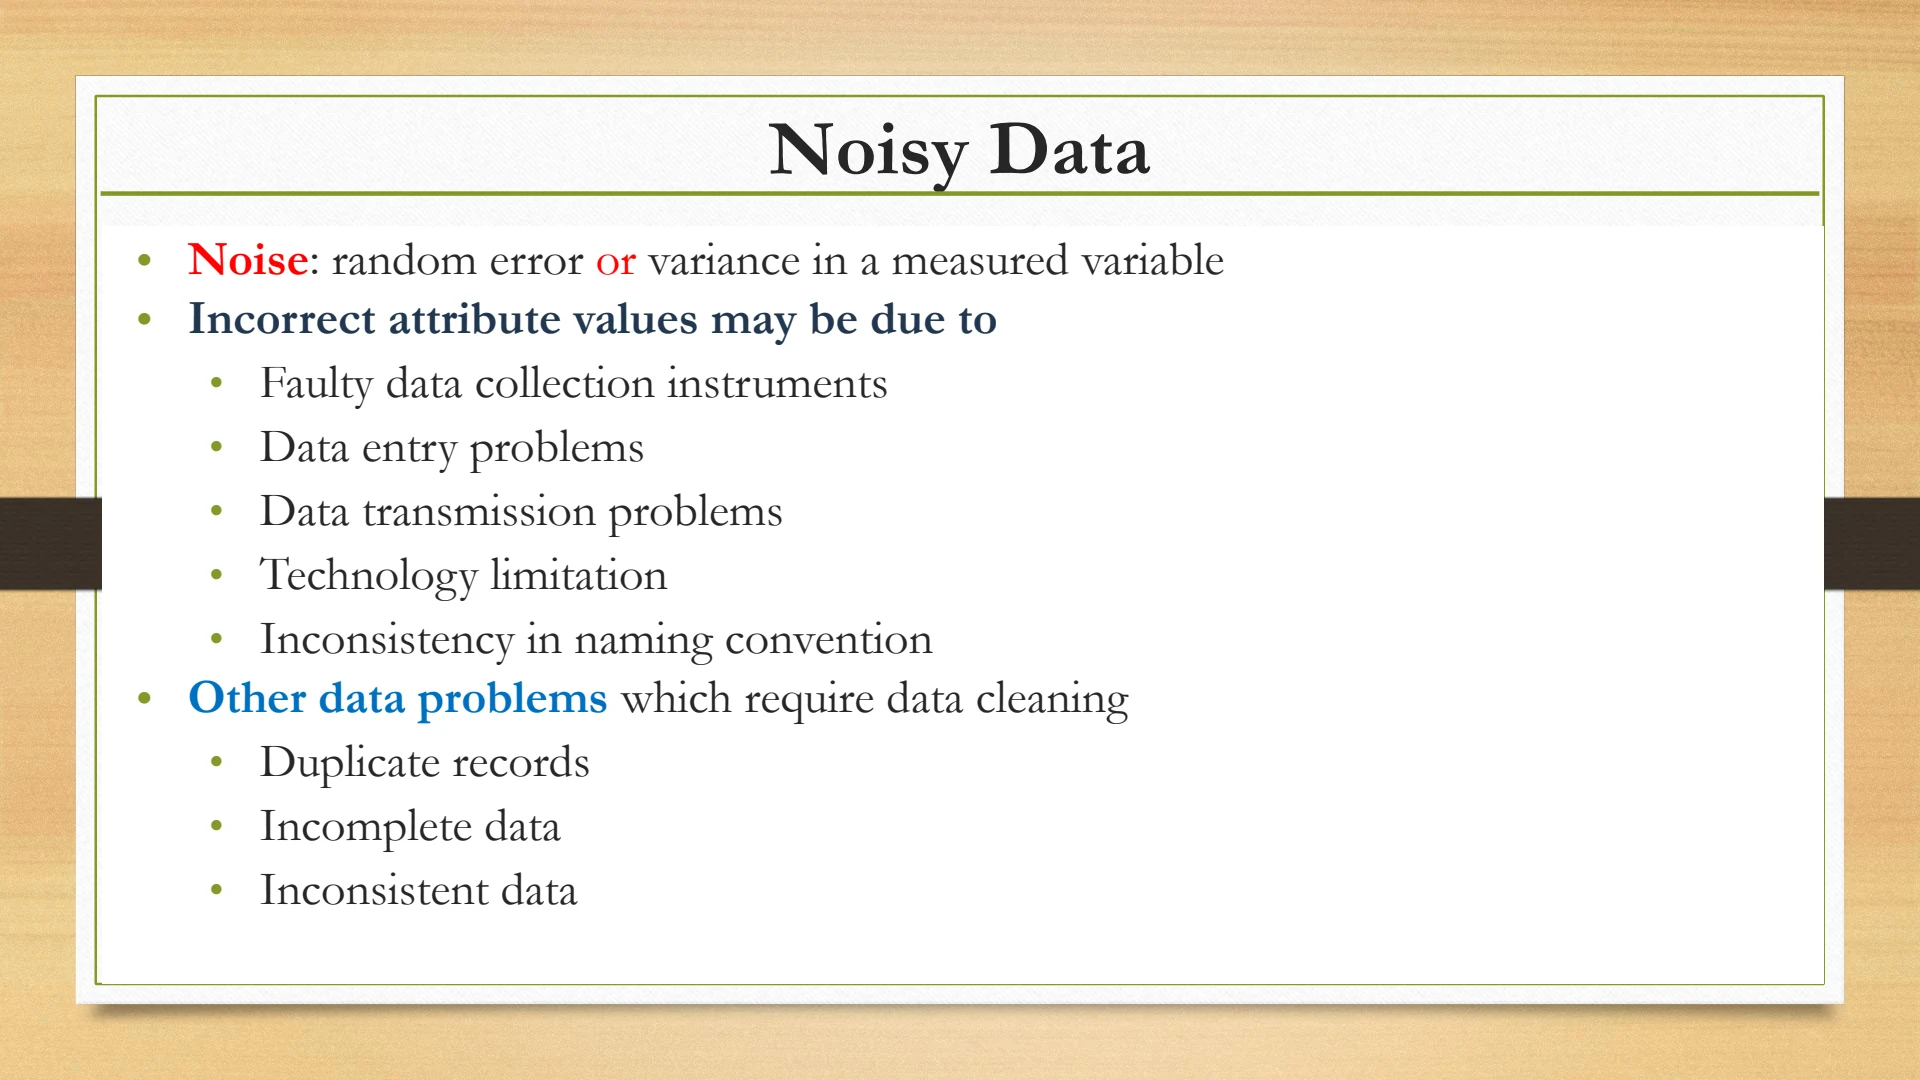 Noisy Data
• Noise: random error or variance in a measured variable
• Incorrect attribute values may be due to
• Faulty data collection instruments
• Data entry problems
• Data transmission problems
• Technology limitation
• Inconsistency in naming convention
• Other data problems which require data cleaning
• Duplicate records
• Incomplete data
• Inconsistent data